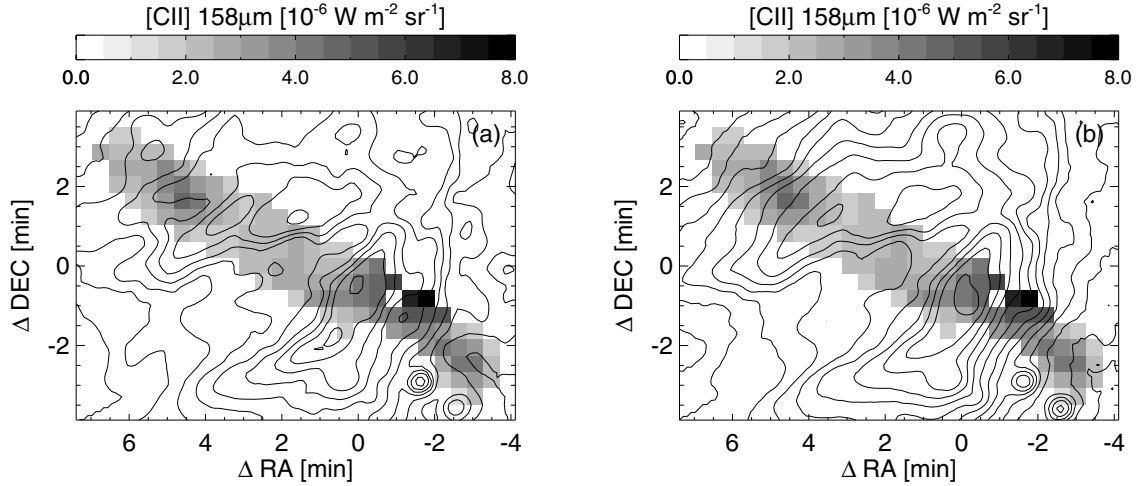 [CII] 158μm [10⁻⁶ W m⁻² sr⁻¹]
0.0 2.0 4.0 6.0 8.0
(a)
Δ DEC [min]
2
0
-2
6 4 2 0 -2 -4
Δ RA [min]
[CII] 158μm [10⁻⁶ W m⁻² sr⁻¹]
0.0 2.0 4.0 6.0 8.0
(b)
Δ DEC [min]
2
0
-2
6 4 2 0 -2 -4
Δ RA [min]